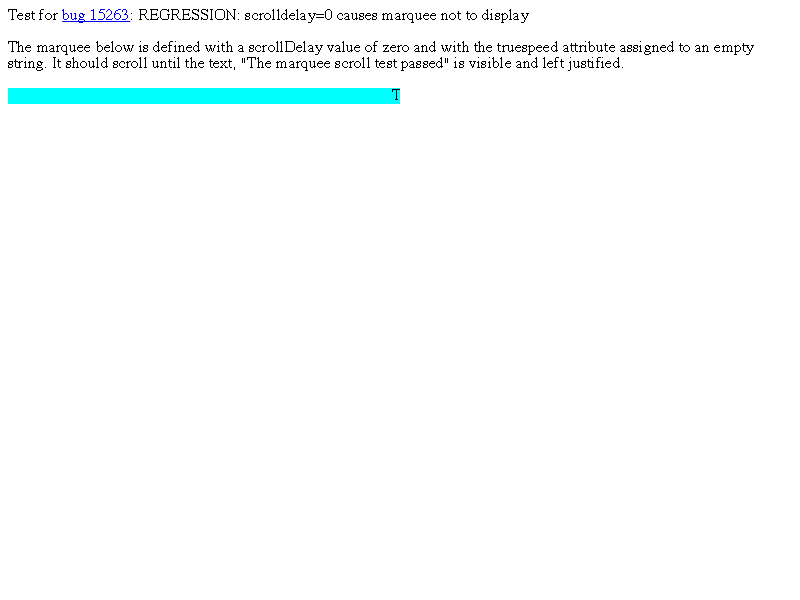 Test for bug 15263: REGRESSION: scrolldelay=0 causes marquee not to display
The marquee below is defined with a scrollDelay value of zero and with the truespeed attribute assigned to an empty
string. It should scroll until the text, "The marquee scroll test passed" is visible and left justified.
T